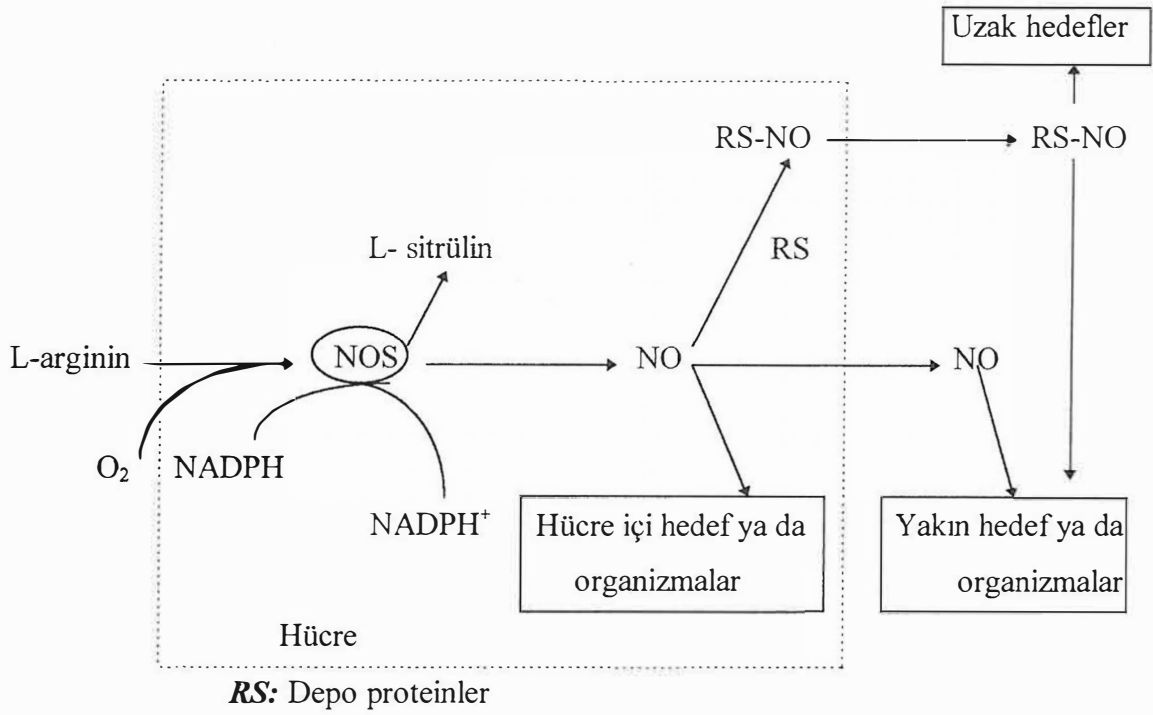 Uzak hedefler
RS-NO
RS-NO
L- sitrülin
RS
L-arginin
NOS
NO
NO
O₂
NADPH
NADPH⁺
Hücre içi hedef ya da
organizmalar
Yakın hedef ya da
organizmalar
Hücre
RS: Depo proteinler